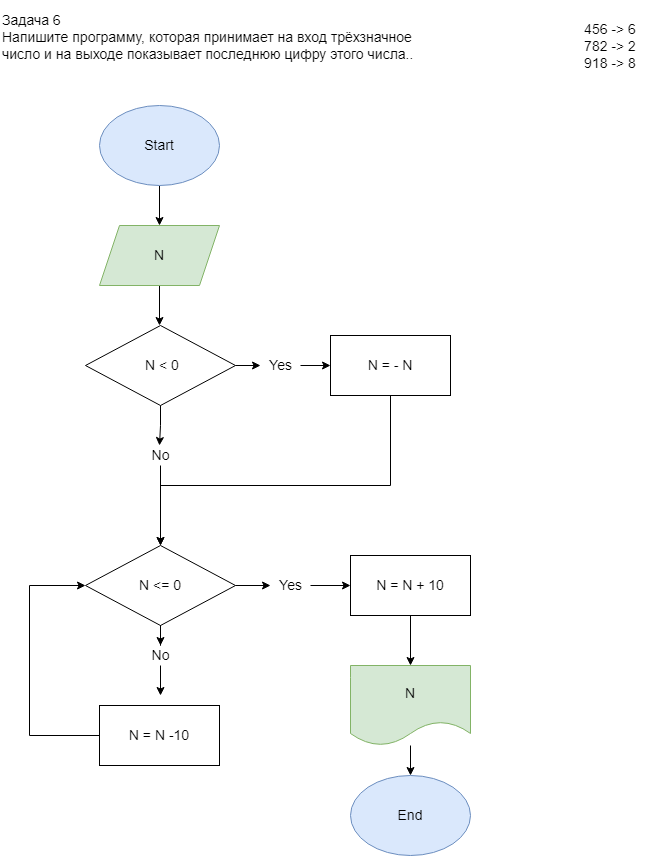 Задача 6
Напишите программу, которая принимает на вход трёхзначное
число и на выходе показывает последнюю цифру этого числа..
456 -> 6
782 -> 2
918 -> 8
Start
N
N < 0
Yes
N = - N
No
N <= 0
Yes
N = N + 10
No
N
N = N -10
End